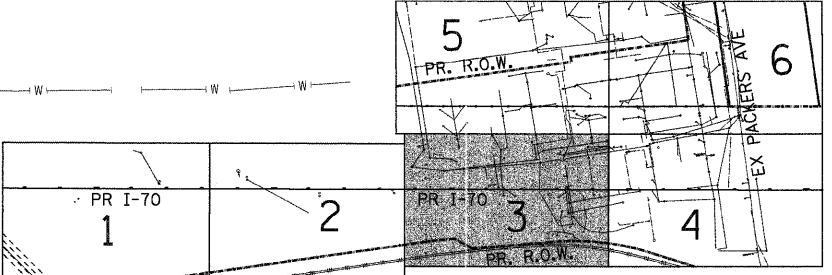 5
6
PR. R.O.W.
EX PACKERS AVE
W
W
W
PR I-70
1
2
PR I-70
3
4
PR. R.O.W.